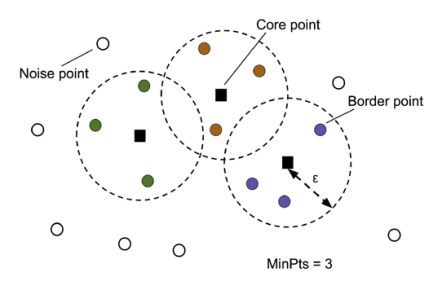 Core point
Noise point
Border point
ε
MinPts = 3